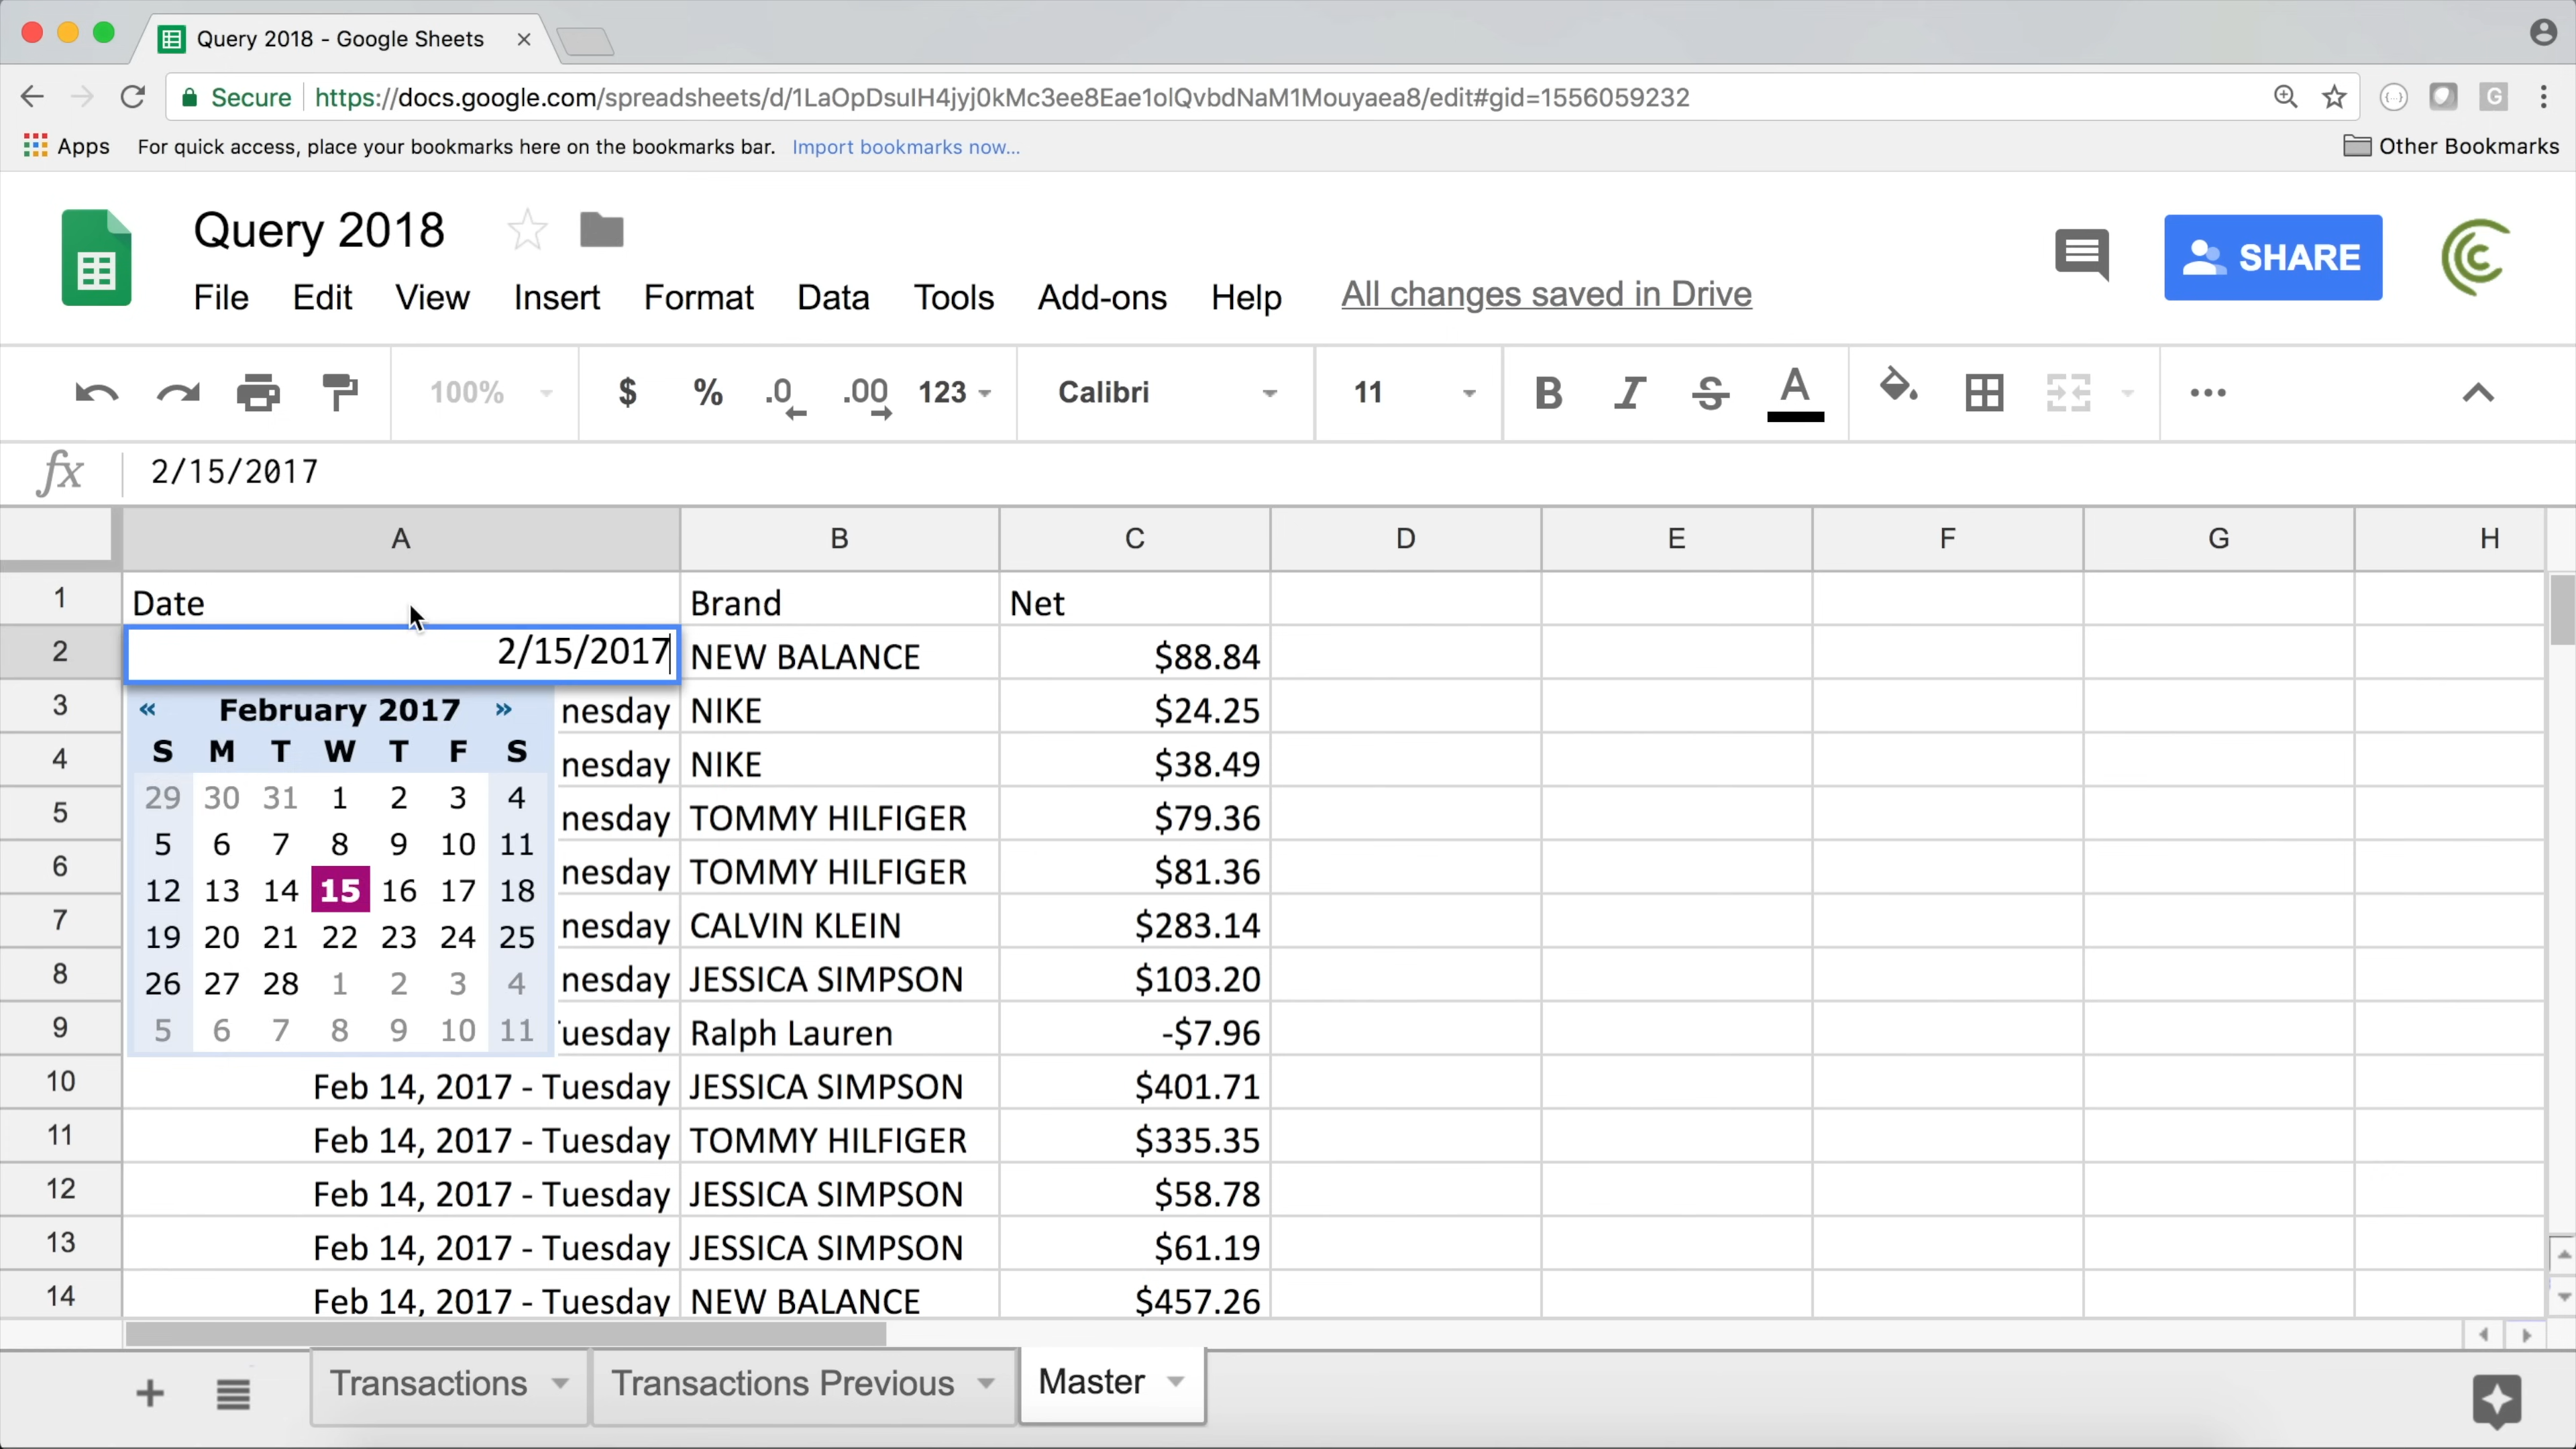 Query 2018 - Google Sheets
Secure https://docs.google.com/spreadsheets/d/1LaOpDsuIH4jyj0kMc3ee8Eae1olQvbdNaM1Mouyaea8/edit#gid=1556059232
G
Apps For quick access, place your bookmarks here on the bookmarks bar. Import bookmarks now... Other Bookmarks
Query 2018
SHARE
File Edit View Insert Format Data Tools Add-ons Help All changes saved in Drive
100% $ % .0 .00 123 Calibri 11 B I S A
fx 2/15/2017
A B C D E F G H
1 Date Brand Net
2 2/15/2017 NEW BALANCE $88.84
3 « February 2017 » nesday NIKE $24.25
S M T W T F S
4 nesday NIKE $38.49
29 30 31 1 2 3 4
5 nesday TOMMY HILFIGER $79.36
5 6 7 8 9 10 11
6 nesday TOMMY HILFIGER $81.36
12 13 14 15 16 17 18
7 nesday CALVIN KLEIN $283.14
19 20 21 22 23 24 25
8 nesday JESSICA SIMPSON $103.20
26 27 28 1 2 3 4
9 uesday Ralph Lauren -$7.96
5 6 7 8 9 10 11
10 Feb 14, 2017 - Tuesday JESSICA SIMPSON $401.71
11 Feb 14, 2017 - Tuesday TOMMY HILFIGER $335.35
12 Feb 14, 2017 - Tuesday JESSICA SIMPSON $58.78
13 Feb 14, 2017 - Tuesday JESSICA SIMPSON $61.19
14 Feb 14, 2017 - Tuesday NEW BALANCE $457.26
Transactions Transactions Previous Master